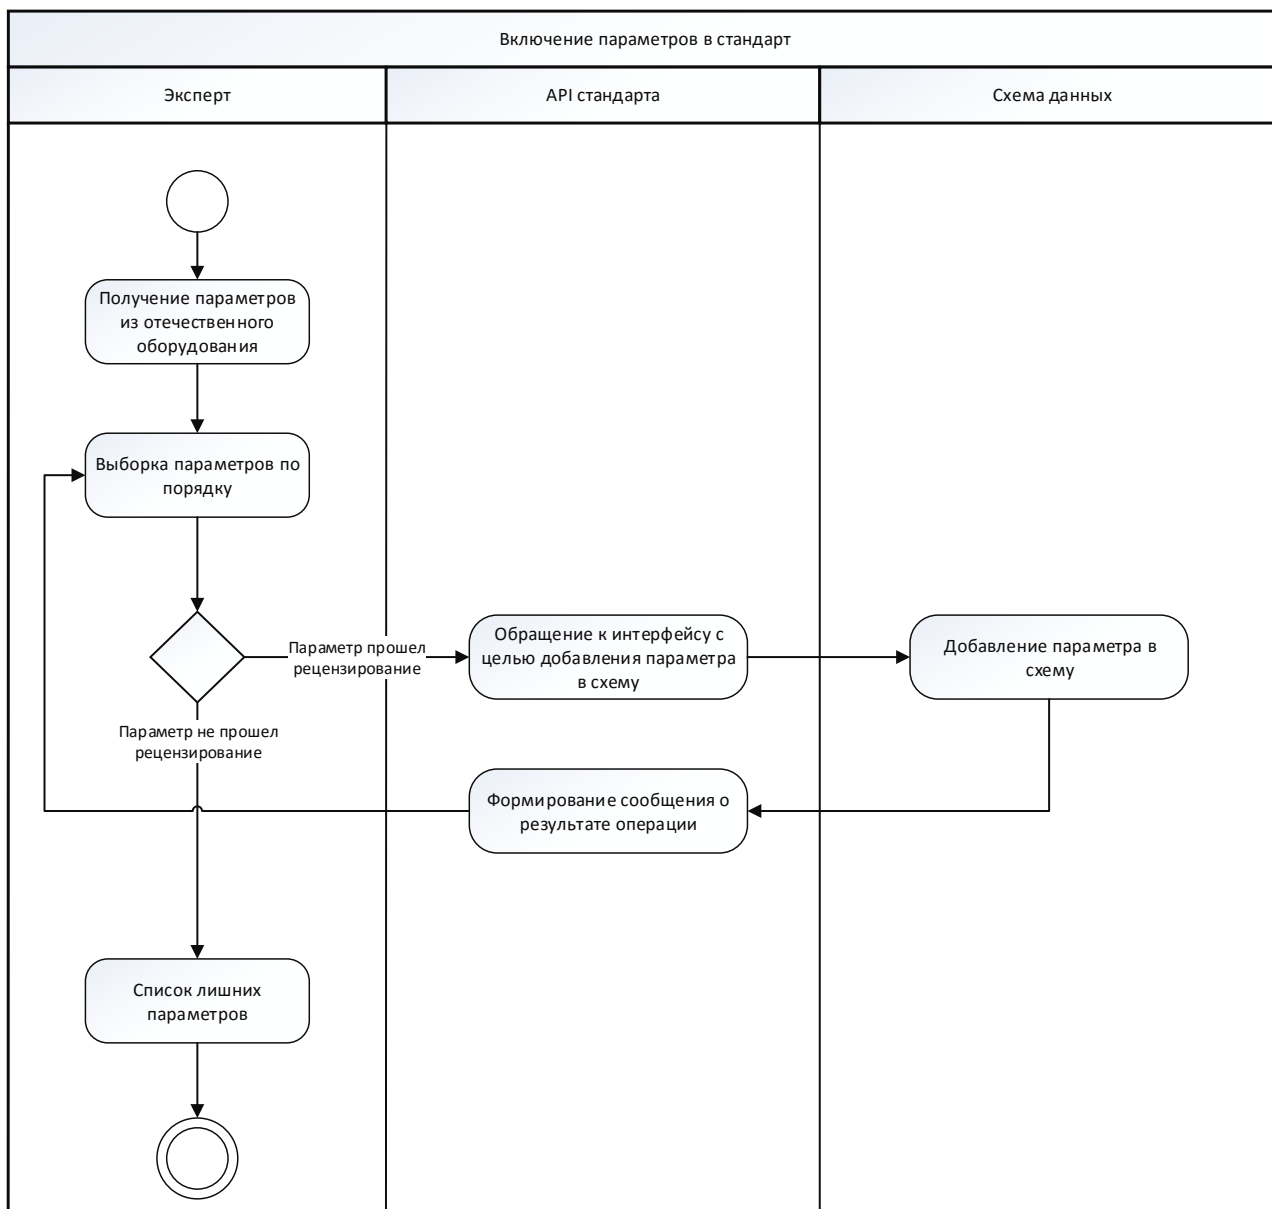 Включение параметров в стандарт
Эксперт
API стандарта
Схема данных
Получение параметров
из отечественного
оборудования
Выборка параметров по
порядку
Параметр прошел
рецензирование
Обращение к интерфейсу с
целью добавления параметра
в схему
Добавление параметра в
схему
Параметр не прошел
рецензирование
Формирование сообщения о
результате операции
Список лишних
параметров